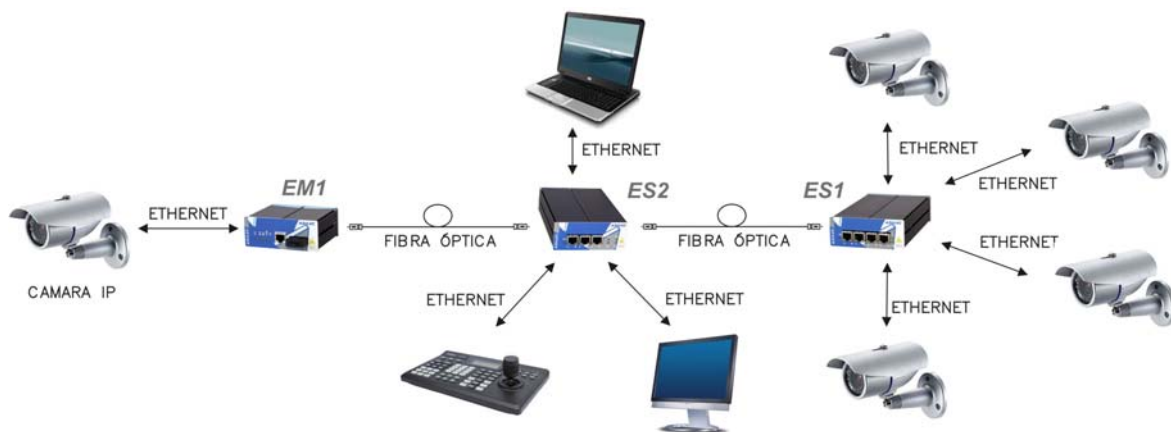 ETHERNET
ETHERNET
ETHERNET
EM1
ES2
ES1
ETHERNET
ETHERNET
FIBRA ÓPTICA
FIBRA ÓPTICA
CAMARA IP
ETHERNET
ETHERNET
ETHERNET